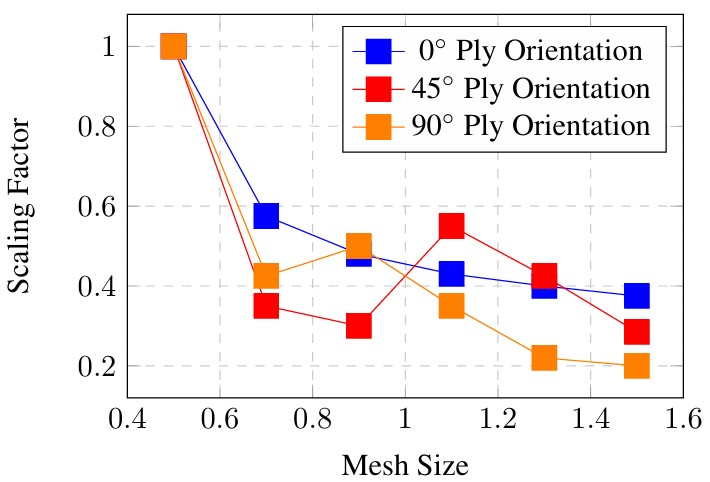 0° Ply Orientation
45° Ply Orientation
90° Ply Orientation
1
0.8
0.6
0.4
0.2
Scaling Factor
0.4 0.6 0.8 1 1.2 1.4 1.6
Mesh Size